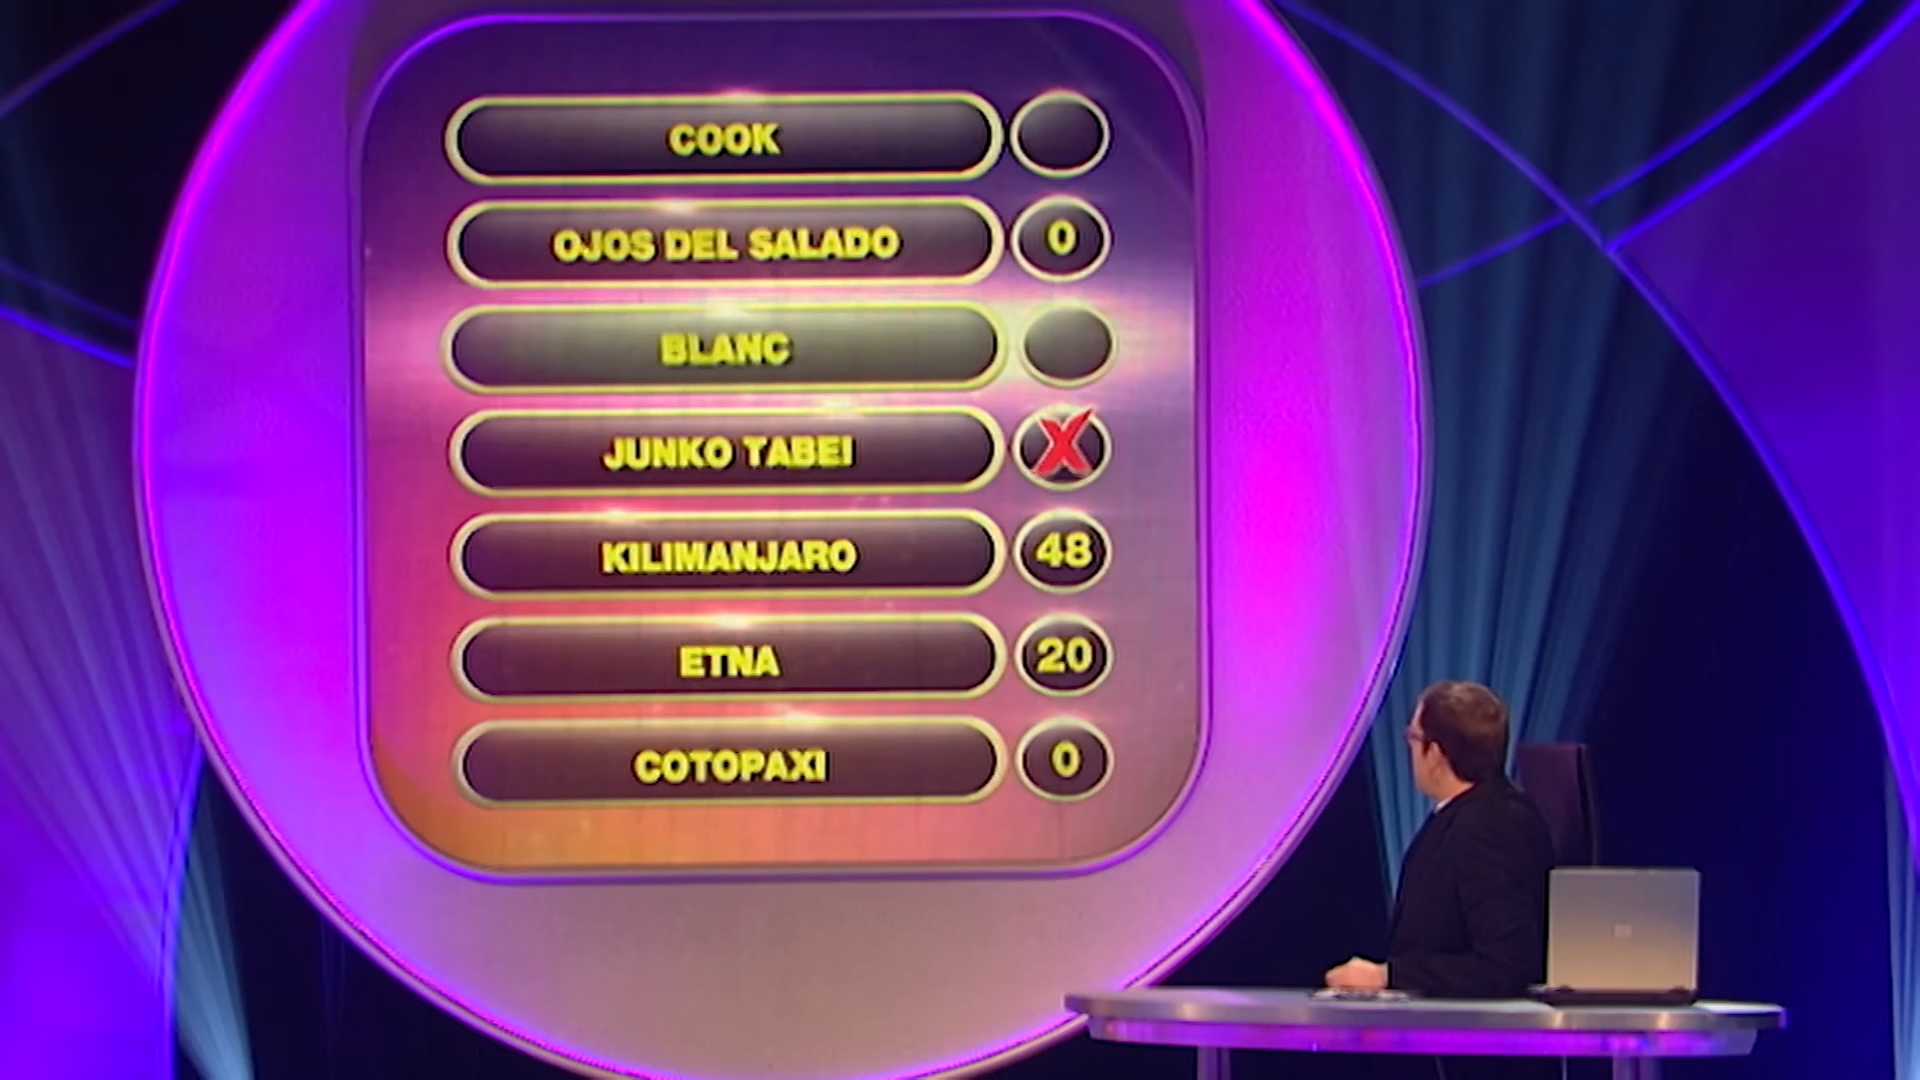 COOK
OJOS DEL SALADO 0
BLANC
JUNKO TABEI X
KILIMANJARO 48
ETNA 20
COTOPAXI 0